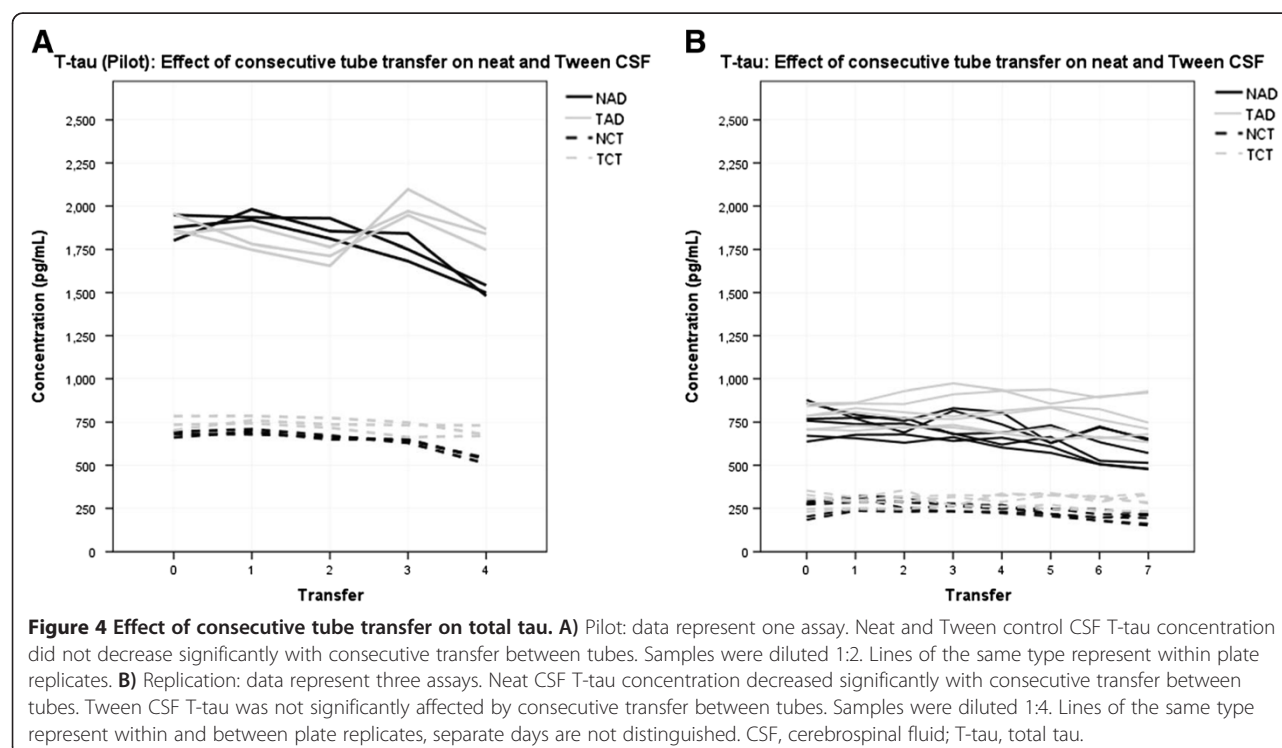 A
T-tau (Pilot): Effect of consecutive tube transfer on neat and Tween CSF
NAD
TAD
NCT
TCT
2,500
2,250
2,000
1,750
1,500
1,250
1,000
750
500
250
0
Concentration (pg/mL)
0 1 2 3 4
Transfer
B
T-tau: Effect of consecutive tube transfer on neat and Tween CSF
NAD
TAD
NCT
TCT
2,500
2,250
2,000
1,750
1,500
1,250
1,000
750
500
250
0
Concentration (pg/mL)
0 1 2 3 4 5 6 7
Transfer
Figure 4 Effect of consecutive tube transfer on total tau. A) Pilot: data represent one assay. Neat and Tween control CSF T-tau concentration
did not decrease significantly with consecutive transfer between tubes. Samples were diluted 1:2. Lines of the same type represent within plate
replicates. B) Replication: data represent three assays. Neat CSF T-tau concentration decreased significantly with consecutive transfer between
tubes. Tween CSF T-tau was not significantly affected by consecutive transfer between tubes. Samples were diluted 1:4. Lines of the same type
represent within and between plate replicates, separate days are not distinguished. CSF, cerebrospinal fluid; T-tau, total tau.